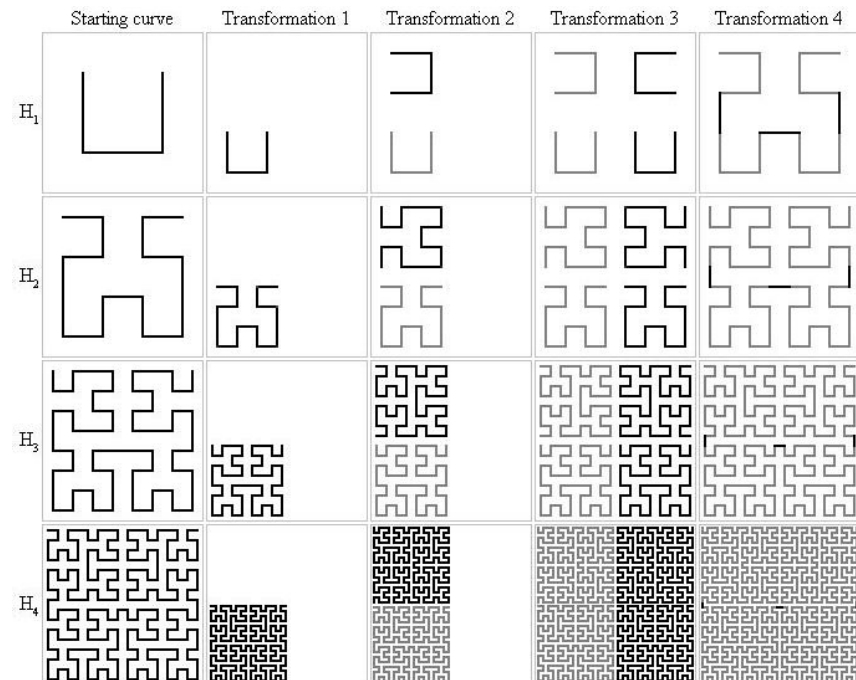 Starting curve Transformation 1 Transformation 2 Transformation 3 Transformation 4
H1
H2
H3
H4